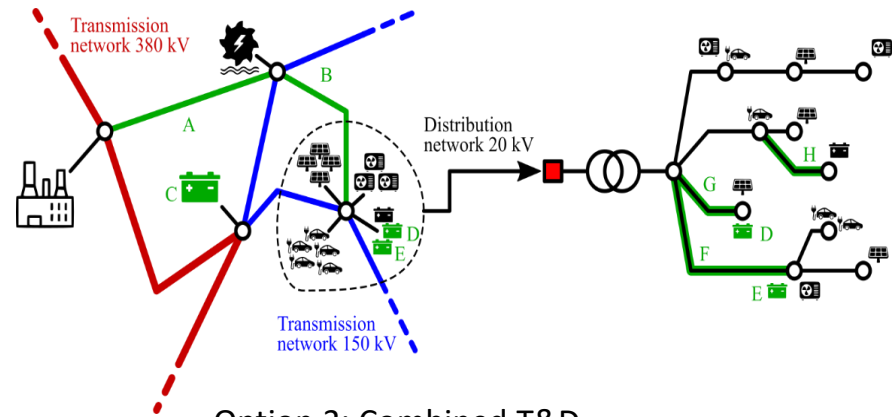 Transmission
network 380 kV
A
B
C
D
E
Transmission
network 150 kV
Distribution
network 20 kV
H
G
D
F
E